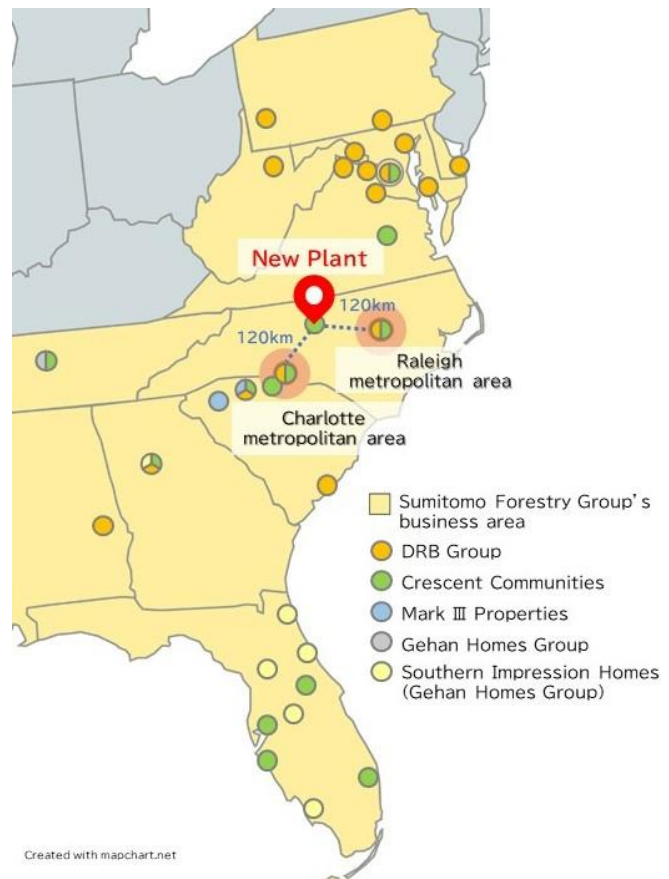 New Plant
120km
120km
Raleigh
metropolitan area
Charlotte
metropolitan area
Sumitomo Forestry Group's
business area
DRB Group
Crescent Communities
Mark Ⅲ Properties
Gehan Homes Group
Southern Impression Homes
(Gehan Homes Group)
Created with mapchart.net